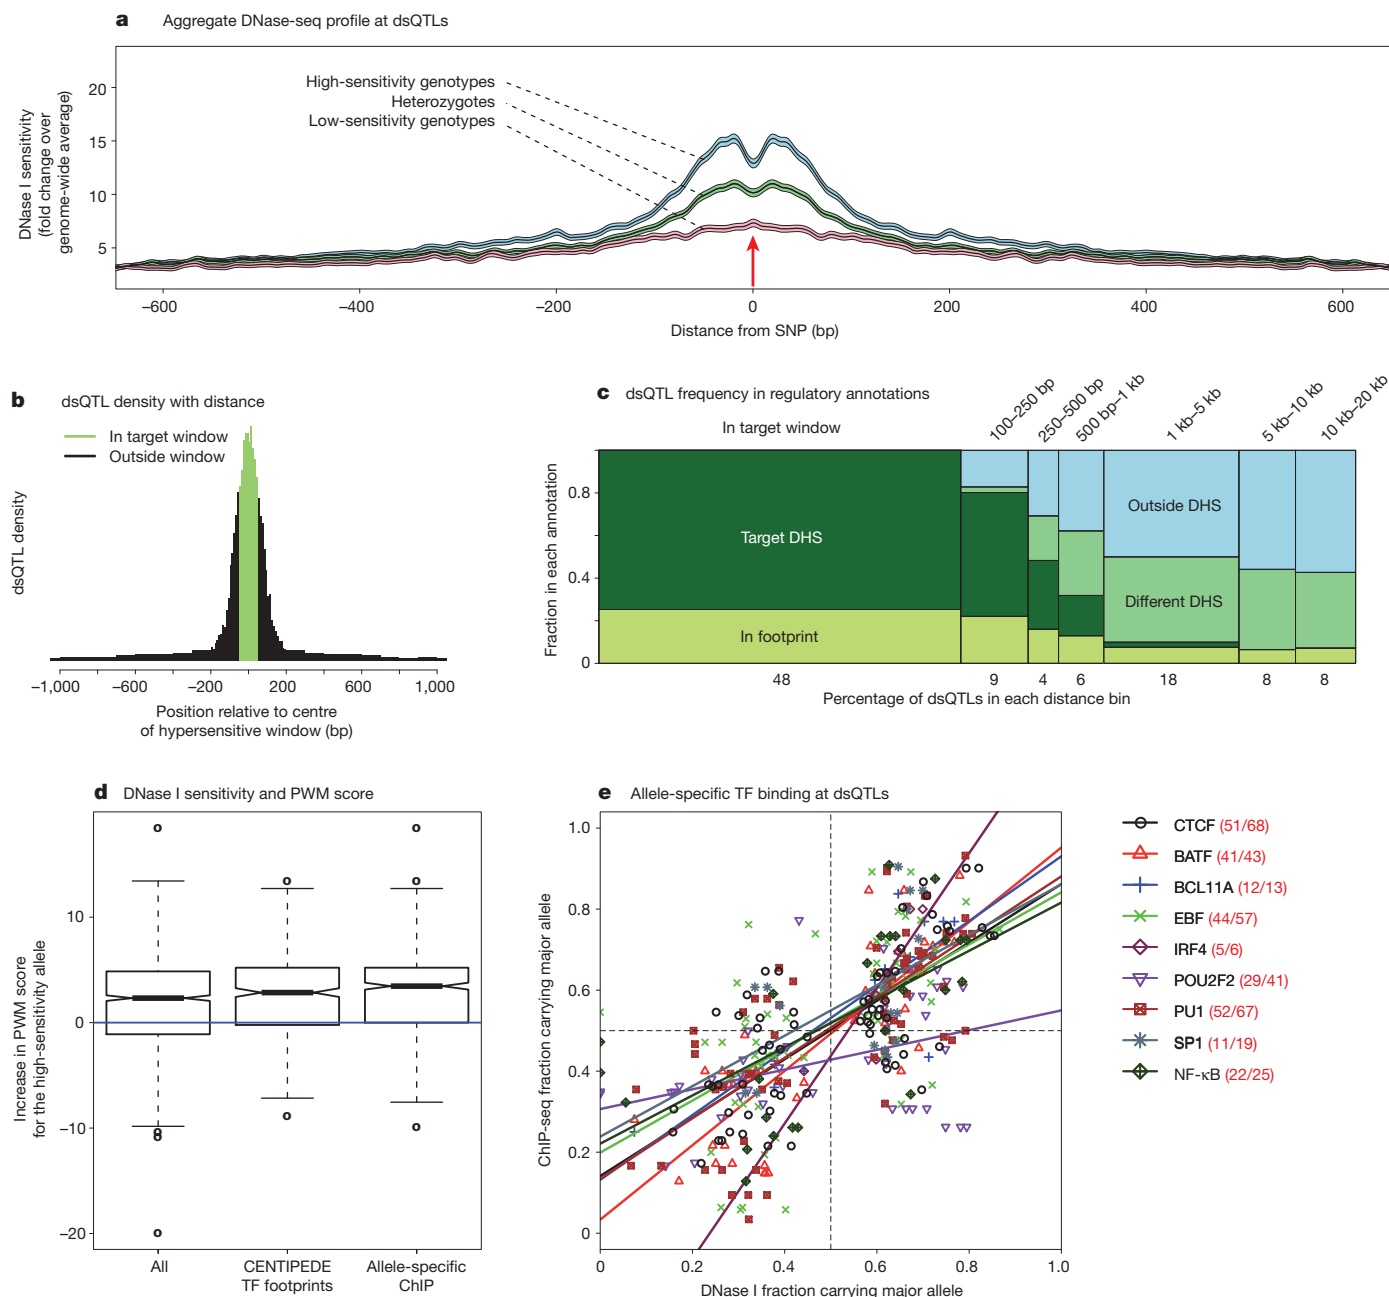 a Aggregate DNase-seq profile at dsQTLs
DNase I sensitivity
(fold change over
genome-wide average)
20
15
10
5
High-sensitivity genotypes
Heterozygotes
Low-sensitivity genotypes
−600
−400
−200
0
200
400
600
Distance from SNP (bp)
b dsQTL density with distance
In target window
Outside window
dsQTL density
−1,000
−600
−200
200
600
1,000
Position relative to centre
of hypersensitive window (bp)
c dsQTL frequency in regulatory annotations
In target window
100–250 bp
250–500 bp
500 bp–1 kb
1 kb–5 kb
5 kb–10 kb
10 kb–20 kb
Fraction in each annotation
0.8
0.4
0
Target DHS
In footprint
Outside DHS
Different DHS
48
9
4
6
18
8
8
Percentage of dsQTLs in each distance bin
d DNase I sensitivity and PWM score
Increase in PWM score
for the high-sensitivity allele
10
0
−10
−20
All
CENTIPEDE
TF footprints
Allele-specific
ChIP
e Allele-specific TF binding at dsQTLs
ChIP-seq fraction carrying major allele
1.0
0.8
0.6
0.4
0.2
0
0
0.2
0.4
0.6
0.8
1.0
DNase I fraction carrying major allele
CTCF (51/68)
BATF (41/43)
BCL11A (12/13)
EBF (44/57)
IRF4 (5/6)
POU2F2 (29/41)
PU1 (52/67)
SP1 (11/19)
NF-κB (22/25)